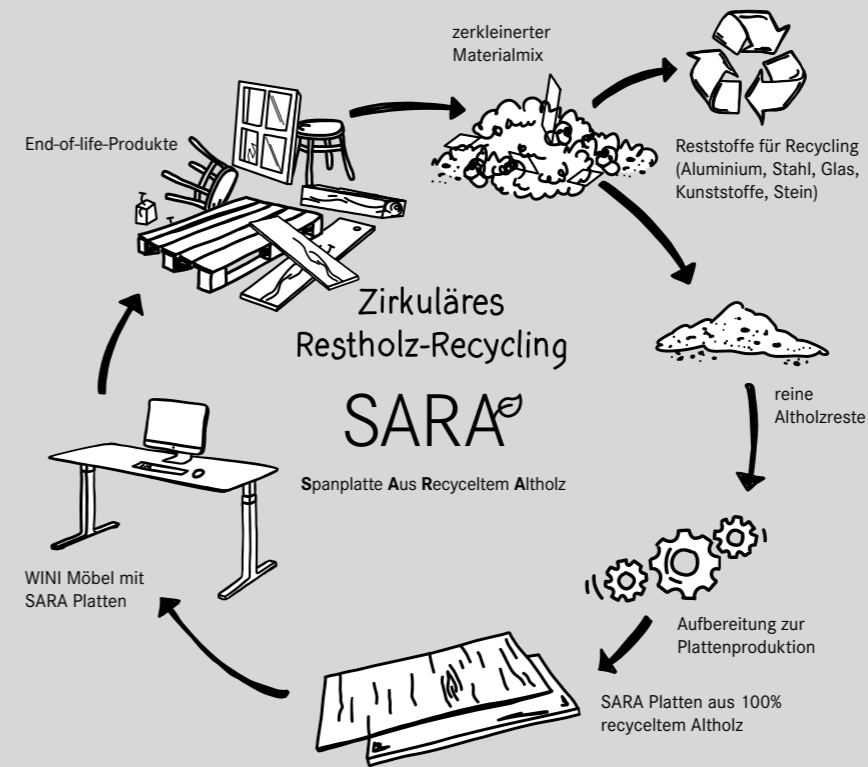 zerkleinerter
Materialmix
End-of-life-Produkte
Reststoffe für Recycling
(Aluminium, Stahl, Glas,
Kunststoffe, Stein)
Zirkuläres
Restholz-Recycling
SARA
Spanplatte Aus Recyceltem Altholz
reine
Altholzreste
Aufbereitung zur
Plattenproduktion
SARA Platten aus 100%
recyceltem Altholz
WINI Möbel mit
SARA Platten